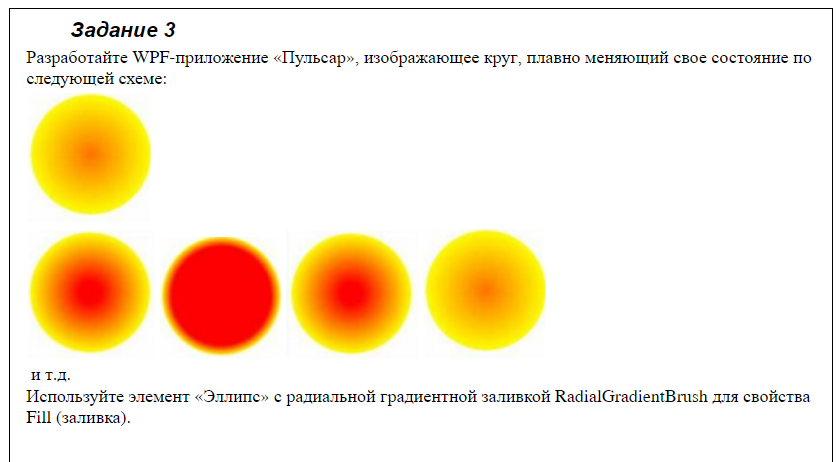 Задание 3
Разработайте WPF-приложение «Пульсар», изображающее круг, плавно меняющий свое состояние по
следующей схеме:
и т.д.
Используйте элемент «Эллипс» с радиальной градиентной заливкой RadialGradientBrush для свойства
Fill (заливка).